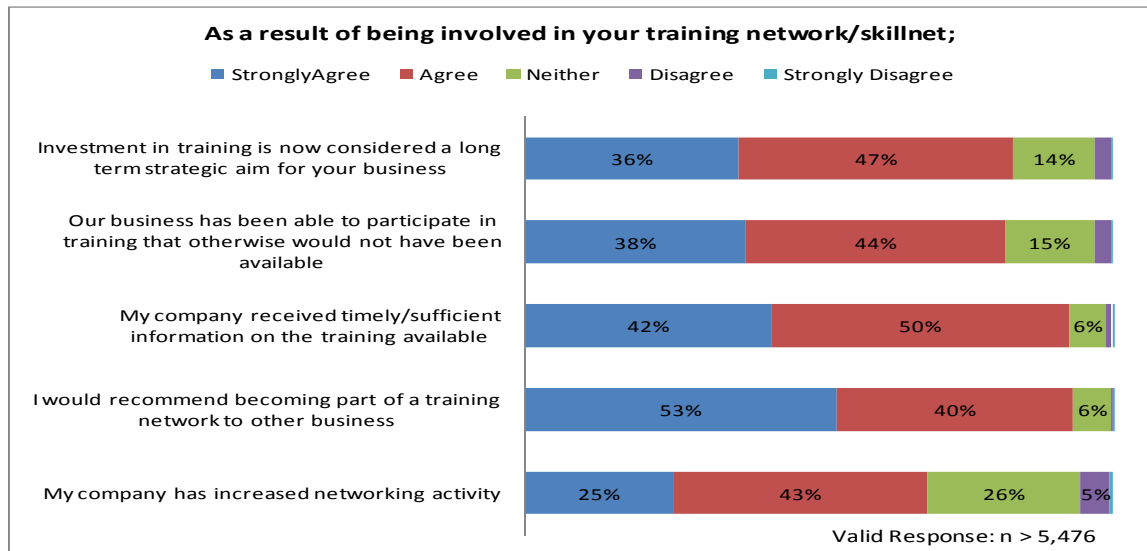 As a result of being involved in your training network/skillnet;
StronglyAgree Agree Neither Disagree Strongly Disagree
Investment in training is now considered a long
term strategic aim for your business
36% 47% 14%
Our business has been able to participate in
training that otherwise would not have been
available
38% 44% 15%
My company received timely/sufficient
information on the training available
42% 50% 6%
I would recommend becoming part of a training
network to other business
53% 40% 6%
My company has increased networking activity
25% 43% 26% 5%
Valid Response: n > 5,476